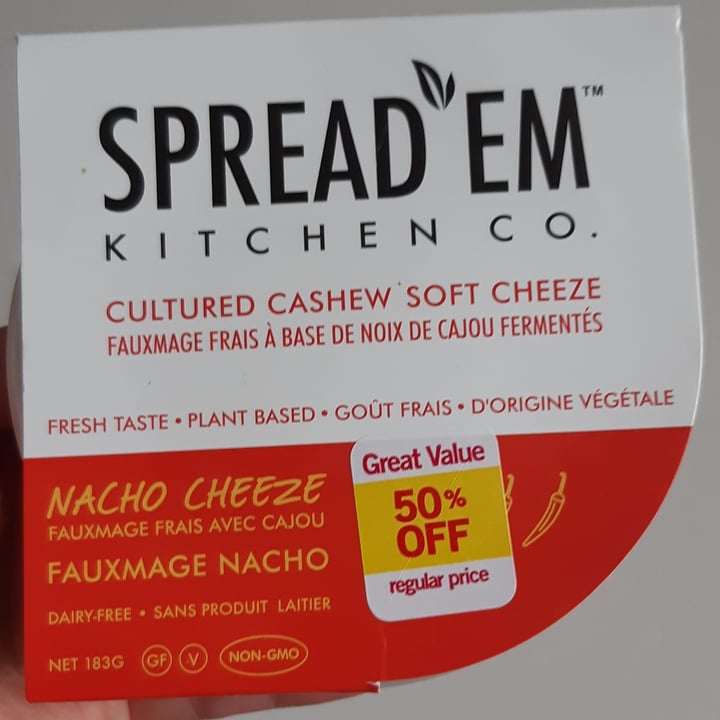 SPREAD'EM™
KITCHEN CO.
CULTURED CASHEW SOFT CHEEZE
FAUXMAGE FRAIS À BASE DE NOIX DE CAJOU FERMENTÉS
FRESH TASTE • PLANT BASED • GOÛT FRAIS • D'ORIGINE VÉGÉTALE
NACHO CHEEZE
FAUXMAGE FRAIS AVEC CAJOU
FAUXMAGE NACHO
DAIRY-FREE • SANS PRODUIT LAITIER
NET 183G GF V NON-GMO
Great Value
50%
OFF
regular price